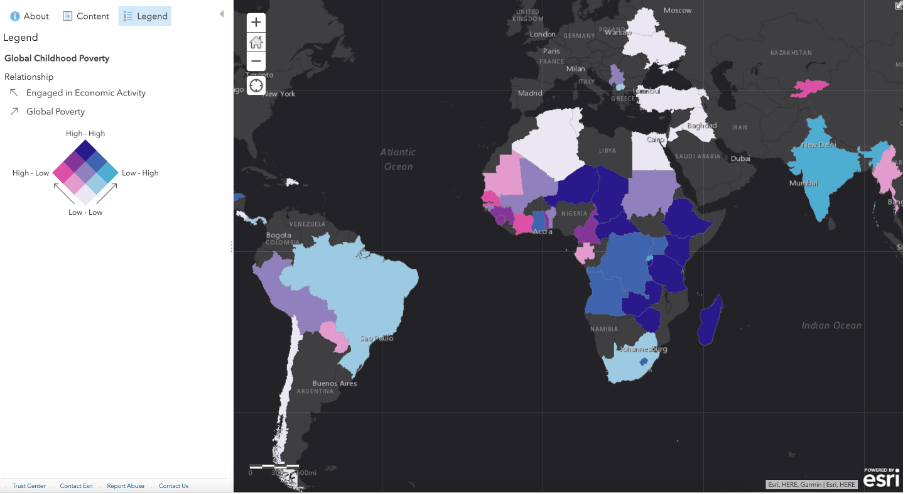 About
Content
Legend
Legend
Global Childhood Poverty
Relationship
Engaged in Economic Activity
Global Poverty
High - High
High - Low
Low - High
Low - Low
Trust Center
Contact Esri
Report Abuse
Contact Us
+
−
UNITED
KINGDOM
London
GERMANY
Warsaw
Moscow
Paris
FRANCE
Milan
ITALY
Madrid
GREECE
Istanbul
KAZAKHSTAN
New York
Baghdad
IRAN
Cairo
LIBYA
SAUDI ARABIA
Dubai
New Delhi
Mumbai
Atlantic
Ocean
NIGERIA
Accra
VENEZUELA
Bogota
COLOMBIA
NAMIBIA
Johannesburg
Sao Paulo
Buenos Aires
ARGENTINA
Indian Ocean
0
Esri, HERE, Garmin | Esri, HERE
POWERED BY
esri